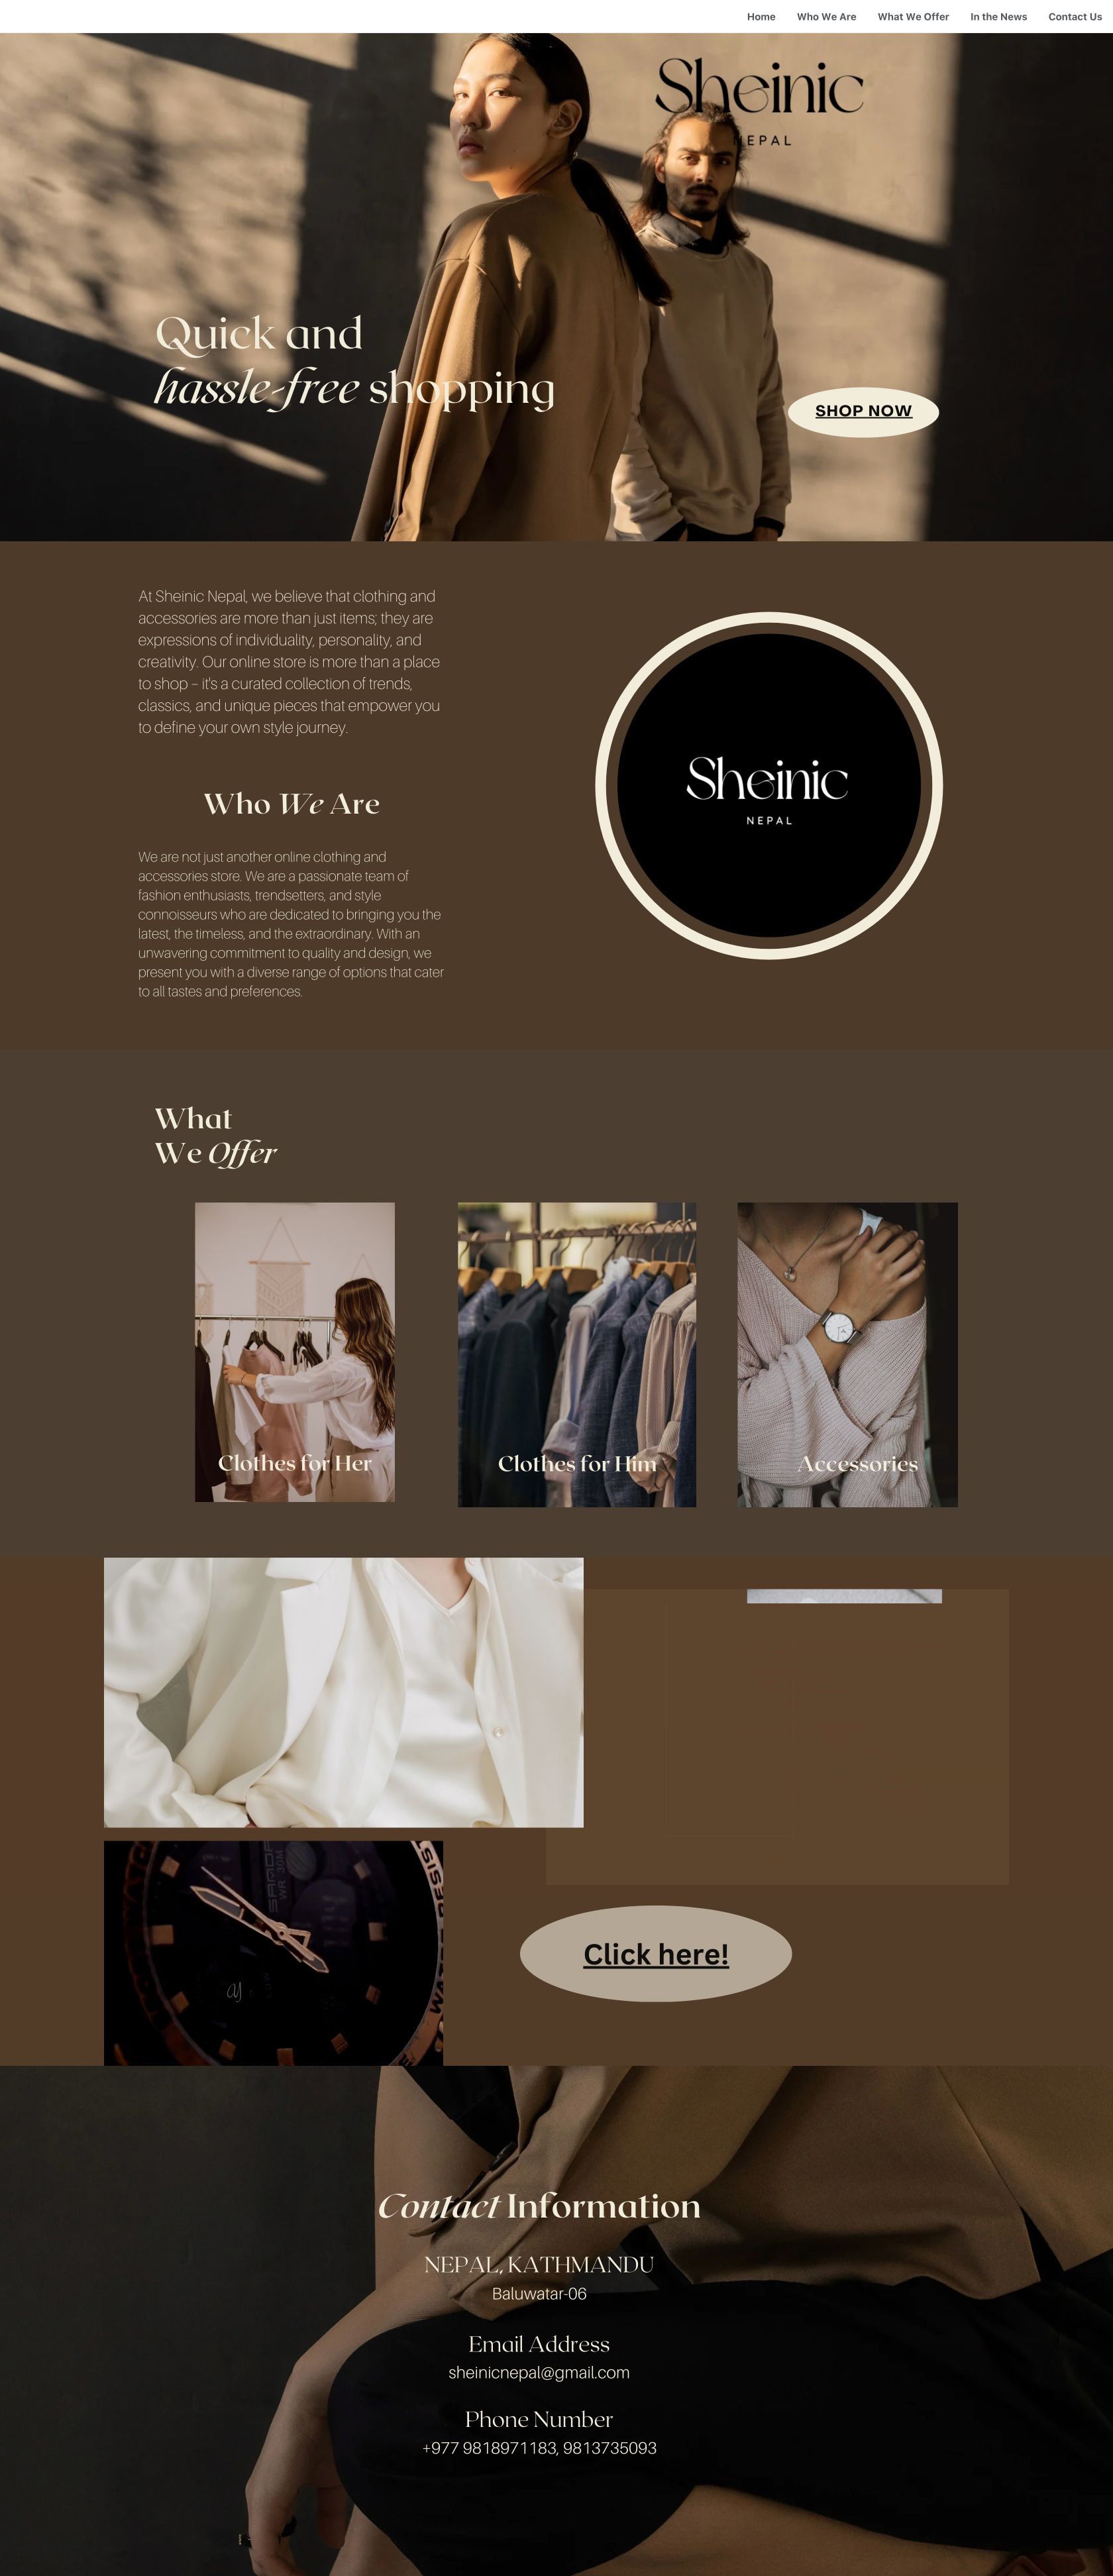 Home Who We Are What We Offer In the News Contact Us
Sheinic
NEPAL
Quick and
hassle-free shopping
SHOP NOW
At Sheinic Nepal, we believe that clothing and
accessories are more than just items; they are
expressions of individuality, personality, and
creativity. Our online store is more than a place
to shop – it's a curated collection of trends,
classics, and unique pieces that empower you
to define your own style journey.
Who We Are
We are not just another online clothing and
accessories store. We are a passionate team of
fashion enthusiasts, trendsetters, and style
connoisseurs who are dedicated to bringing you the
latest, the timeless, and the extraordinary. With an
unwavering commitment to quality and design, we
present you with a diverse range of options that cater
to all tastes and preferences.
Sheinic
NEPAL
What
We Offer
Clothes for Her
Clothes for Him
Accessories
WR 30M
Click here!
Contact Information
NEPAL, KATHMANDU
Baluwatar-06
Email Address
sheinicnepal@gmail.com
Phone Number
+977 9818971183, 9813735093